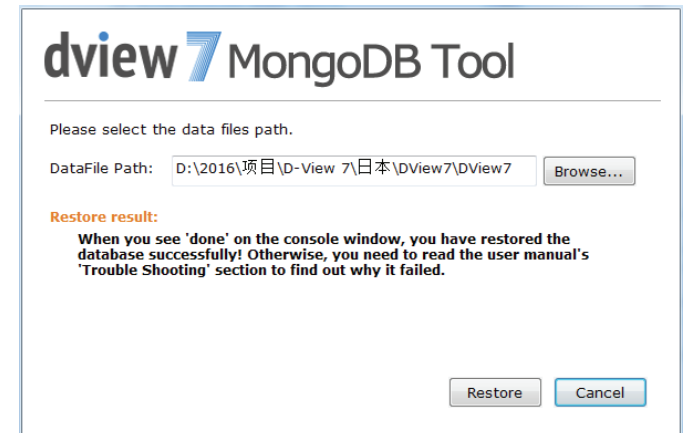 dview 7 MongoDB Tool
Please select the data files path.
DataFile Path: D:\2016\项目\D-View 7\日本\DView7\DView7 Browse...
Restore result:
When you see 'done' on the console window, you have restored the
database successfully! Otherwise, you need to read the user manual's
'Trouble Shooting' section to find out why it failed.
Restore Cancel